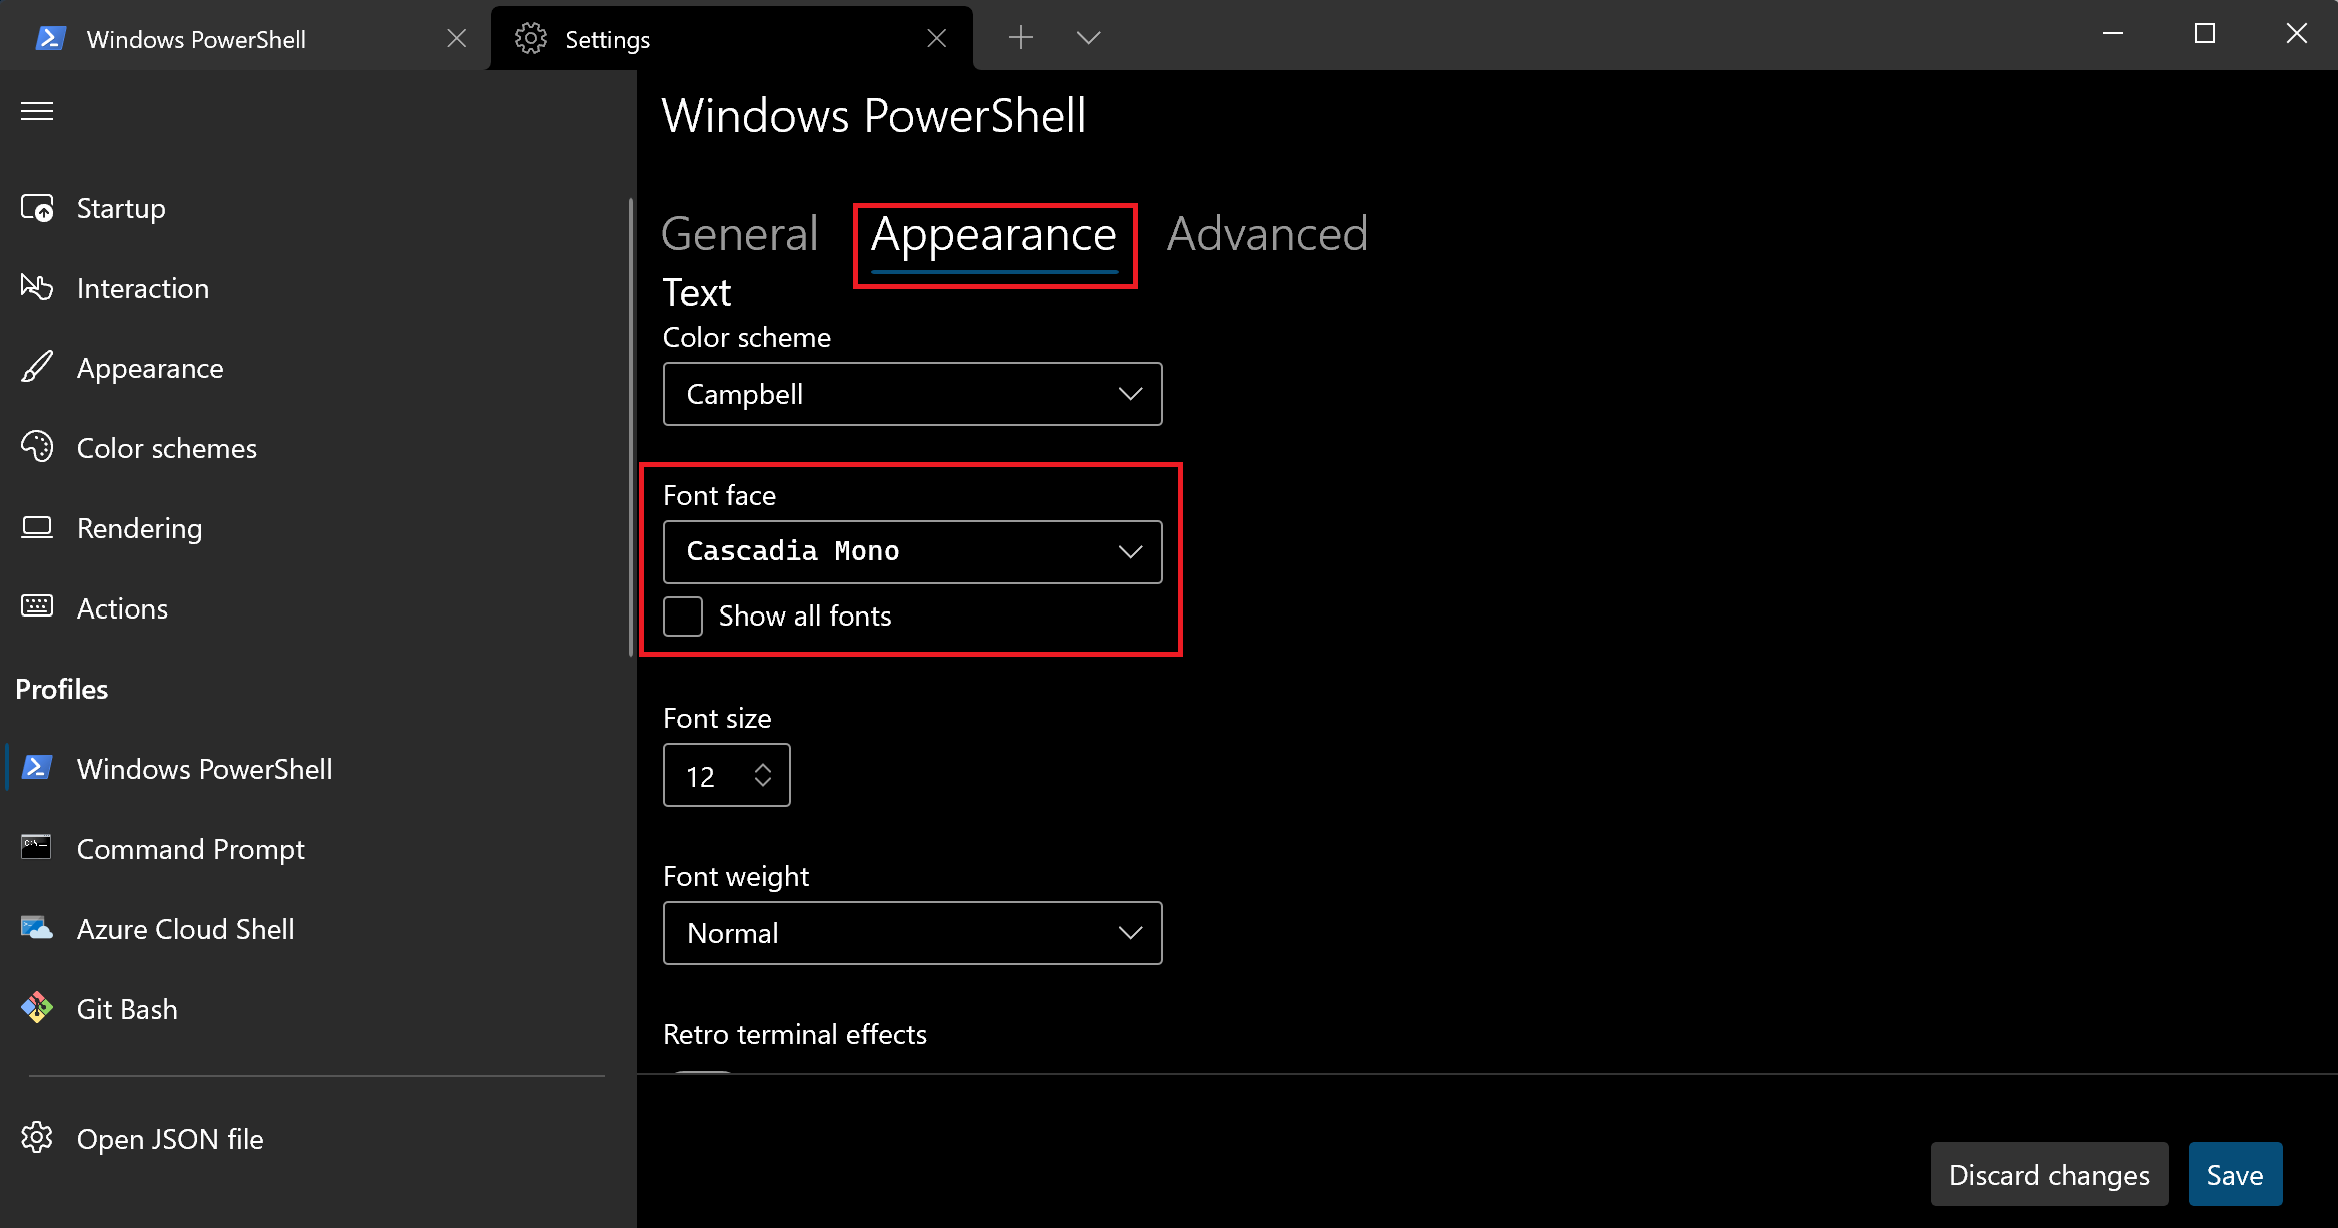 Windows PowerShell
Settings
Startup
Interaction
Appearance
Color schemes
Rendering
Actions
Profiles
Windows PowerShell
Command Prompt
Azure Cloud Shell
Git Bash
Open JSON file
Windows PowerShell
General Appearance Advanced
Text
Color scheme
Campbell
Font face
Cascadia Mono
Show all fonts
Font size
12
Font weight
Normal
Retro terminal effects
Discard changes Save